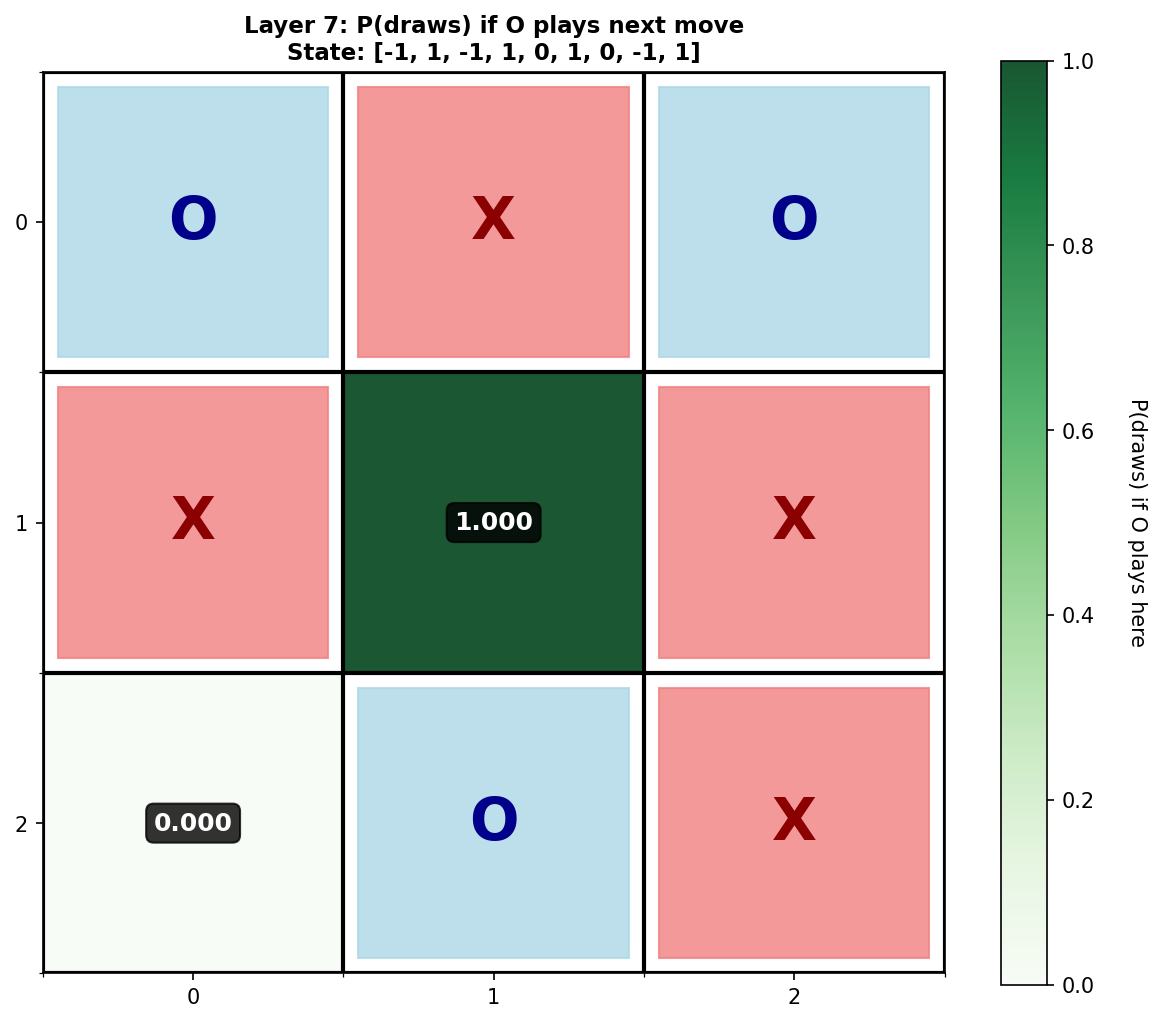 Layer 7: P(draws) if O plays next move
State: [-1, 1, -1, 1, 0, 1, 0, -1, 1]
0
O
X
O
1
X
1.000
X
2
0.000
O
X
0
1
2
1.0
0.8
0.6
0.4
0.2
0.0
P(draws) if O plays here